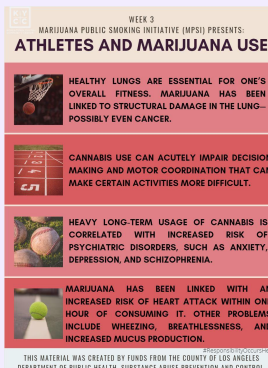 WEEK 3
MARIJUANA PUBLIC SMOKING INITIATIVE (MPSI) PRESENTS:
ATHLETES AND MARIJUANA USE
HEALTHY LUNGS ARE ESSENTIAL FOR ONE'S
OVERALL FITNESS. MARIJUANA HAS BEEN
LINKED TO STRUCTURAL DAMAGE IN THE LUNG—
POSSIBLY EVEN CANCER.
CANNABIS USE CAN ACUTELY IMPAIR DECISION
MAKING AND MOTOR COORDINATION THAT CAN
MAKE CERTAIN ACTIVITIES MORE DIFFICULT.
HEAVY LONG-TERM USAGE OF CANNABIS IS
CORRELATED WITH INCREASED RISK OF
PSYCHIATRIC DISORDERS, SUCH AS ANXIETY,
DEPRESSION, AND SCHIZOPHRENIA.
MARIJUANA HAS BEEN LINKED WITH AN
INCREASED RISK OF HEART ATTACK WITHIN ONE
HOUR OF CONSUMING IT. OTHER PROBLEMS
INCLUDE WHEEZING, BREATHLESSNESS, AND
INCREASED MUCUS PRODUCTION.
#ResponsibilityOccursHe
THIS MATERIAL WAS CREATED BY FUNDS FROM THE COUNTY OF LOS ANGELES
DEPARTMENT OF PUBLIC HEALTH, SUBSTANCE ABUSE PREVENTION AND CONTROL